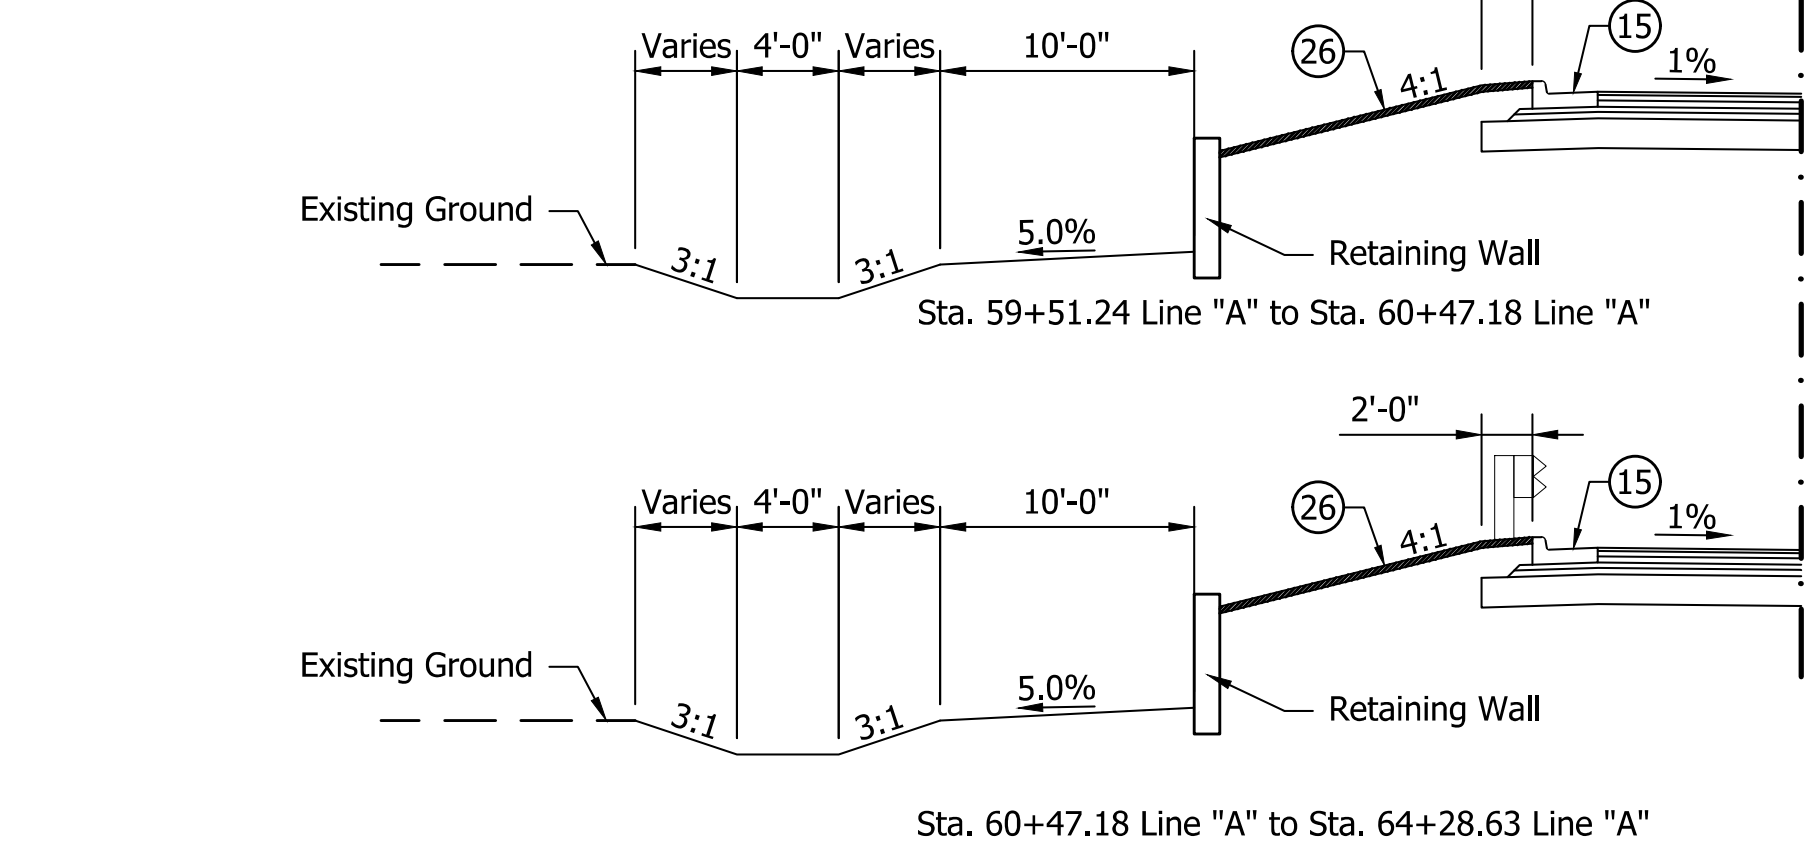 Varies 4'-0" Varies 10'-0"
26
4:1
15
1%
Existing Ground
3:1
3:1
5.0%
Retaining Wall
Sta. 59+51.24 Line "A" to Sta. 60+47.18 Line "A"
2'-0"
Varies 4'-0" Varies 10'-0"
26
4:1
15
1%
Existing Ground
3:1
3:1
5.0%
Retaining Wall
Sta. 60+47.18 Line "A" to Sta. 64+28.63 Line "A"